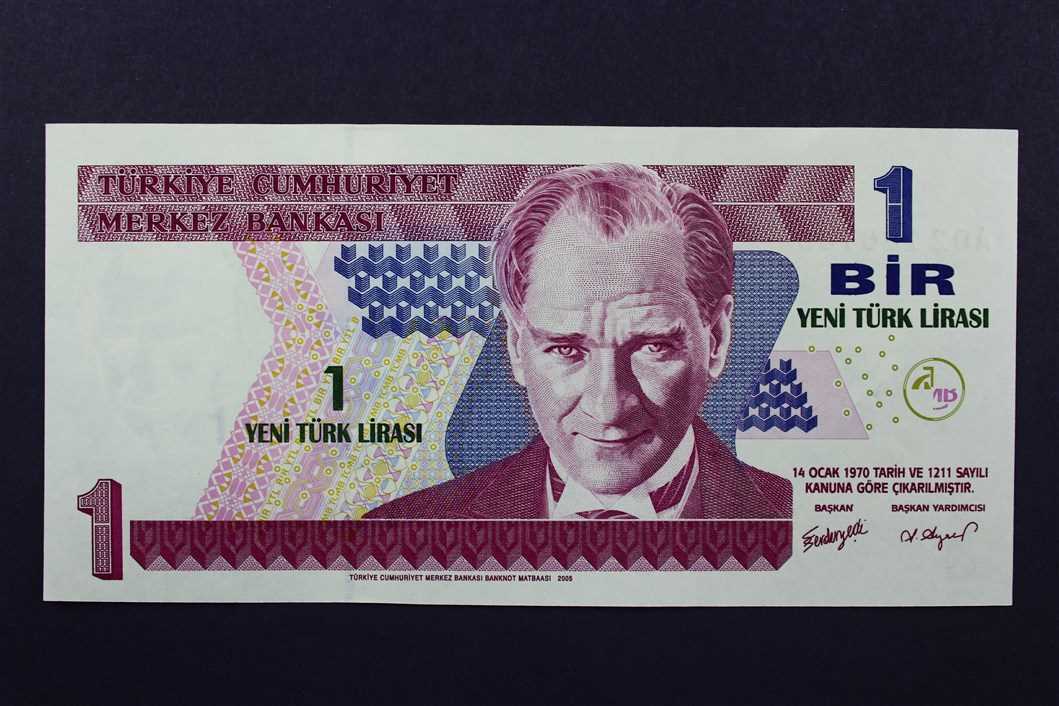 TÜRKİYE CUMHURİYET
MERKEZ BANKASI
1
BİR
YENİ TÜRK LİRASI
1
YENİ TÜRK LİRASI
14 OCAK 1970 TARİH VE 1211 SAYILI
KANUNA GÖRE ÇIKARILMIŞTIR.
BAŞKAN
BAŞKAN YARDIMCISI
1
TÜRKİYE CUMHURİYET MERKEZ BANKASI BANKNOT MATBAASI 2005